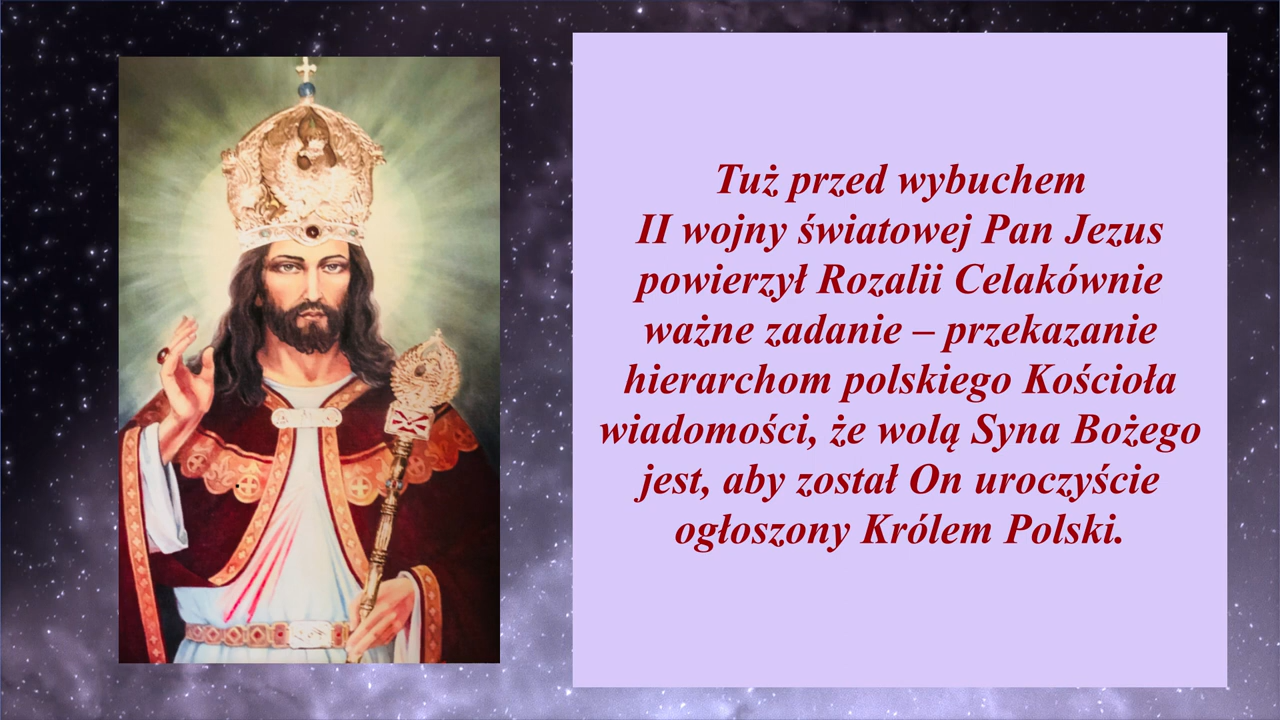 Tuż przed wybuchem
II wojny światowej Pan Jezus
powierzył Rozalii Celakównie
ważne zadanie – przekazanie
hierarchom polskiego Kościoła
wiadomości, że wolą Syna Bożego
jest, aby został On uroczyście
ogłoszony Królem Polski.